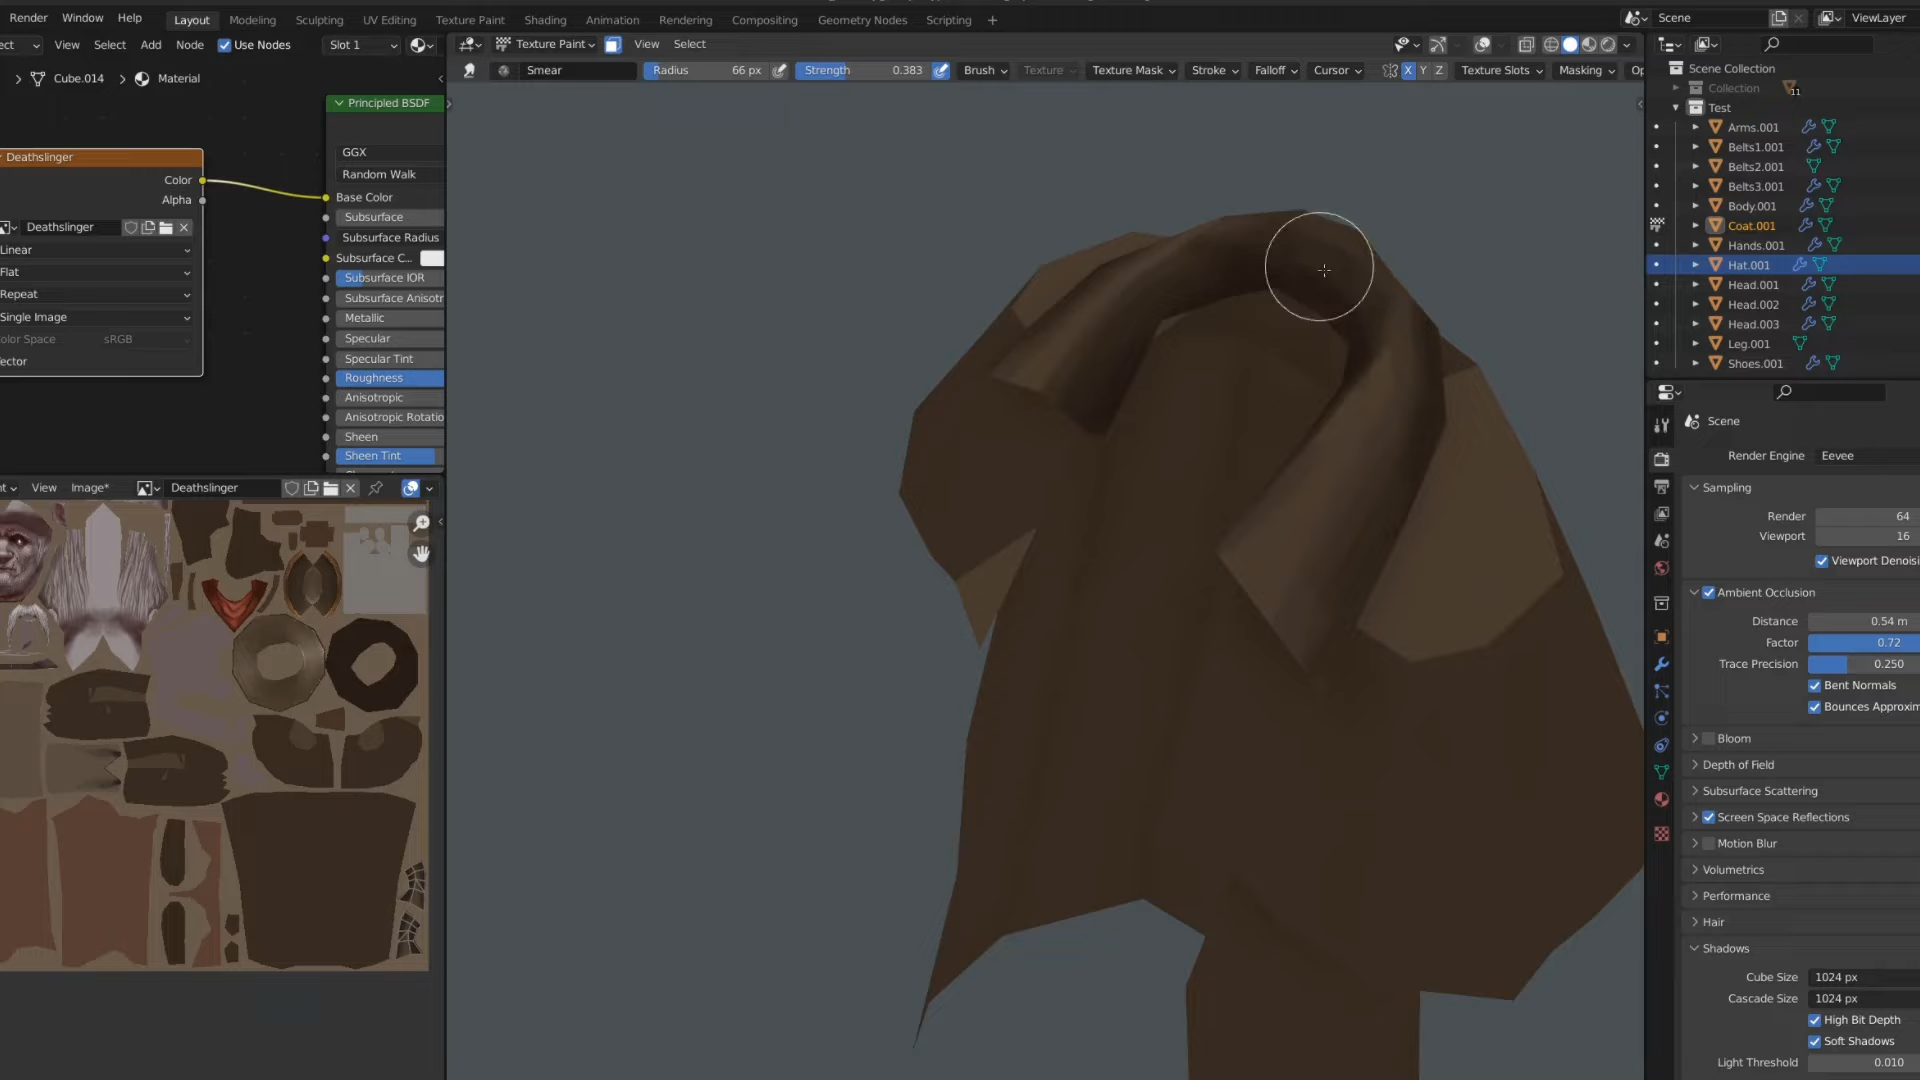 Render Window Help Layout Modeling Sculpting UV Editing Texture Paint Shading Animation Rendering Compositing Geometry Nodes Scripting + Scene ViewLayer
View Select Add Node Use Nodes Slot 1 Texture Paint View Select
Smear Radius 66 px Strength 0.383 Brush Texture Texture Mask Stroke Falloff Cursor X Y Z Texture Slots Masking
Cube.014 Material
Principled BSDF
GGX
Random Walk
Deathslinger
Color
Alpha
Deathslinger
Linear
Flat
Repeat
Single Image
sRGB
Base Color
Subsurface
Subsurface Radius
Subsurface C...
Subsurface IOR
Subsurface Anisotr
Metallic
Specular
Specular Tint
Roughness
Anisotropic
Anisotropic Rotatio
Sheen
Sheen Tint
View Image* Deathslinger
Scene Collection
Collection 11
Test
Arms.001
Belts1.001
Belts2.001
Belts3.001
Body.001
Coat.001
Hands.001
Hat.001
Head.001
Head.002
Head.003
Leg.001
Shoes.001
Scene
Render Engine Eevee
Sampling
Render 64
Viewport 16
Viewport Denoisi
Ambient Occlusion
Distance 0.54 m
Factor 0.72
Trace Precision 0.250
Bent Normals
Bounces Approxim
Bloom
Depth of Field
Subsurface Scattering
Screen Space Reflections
Motion Blur
Volumetrics
Performance
Hair
Shadows
Cube Size 1024 px
Cascade Size 1024 px
High Bit Depth
Soft Shadows
Light Threshold 0.010